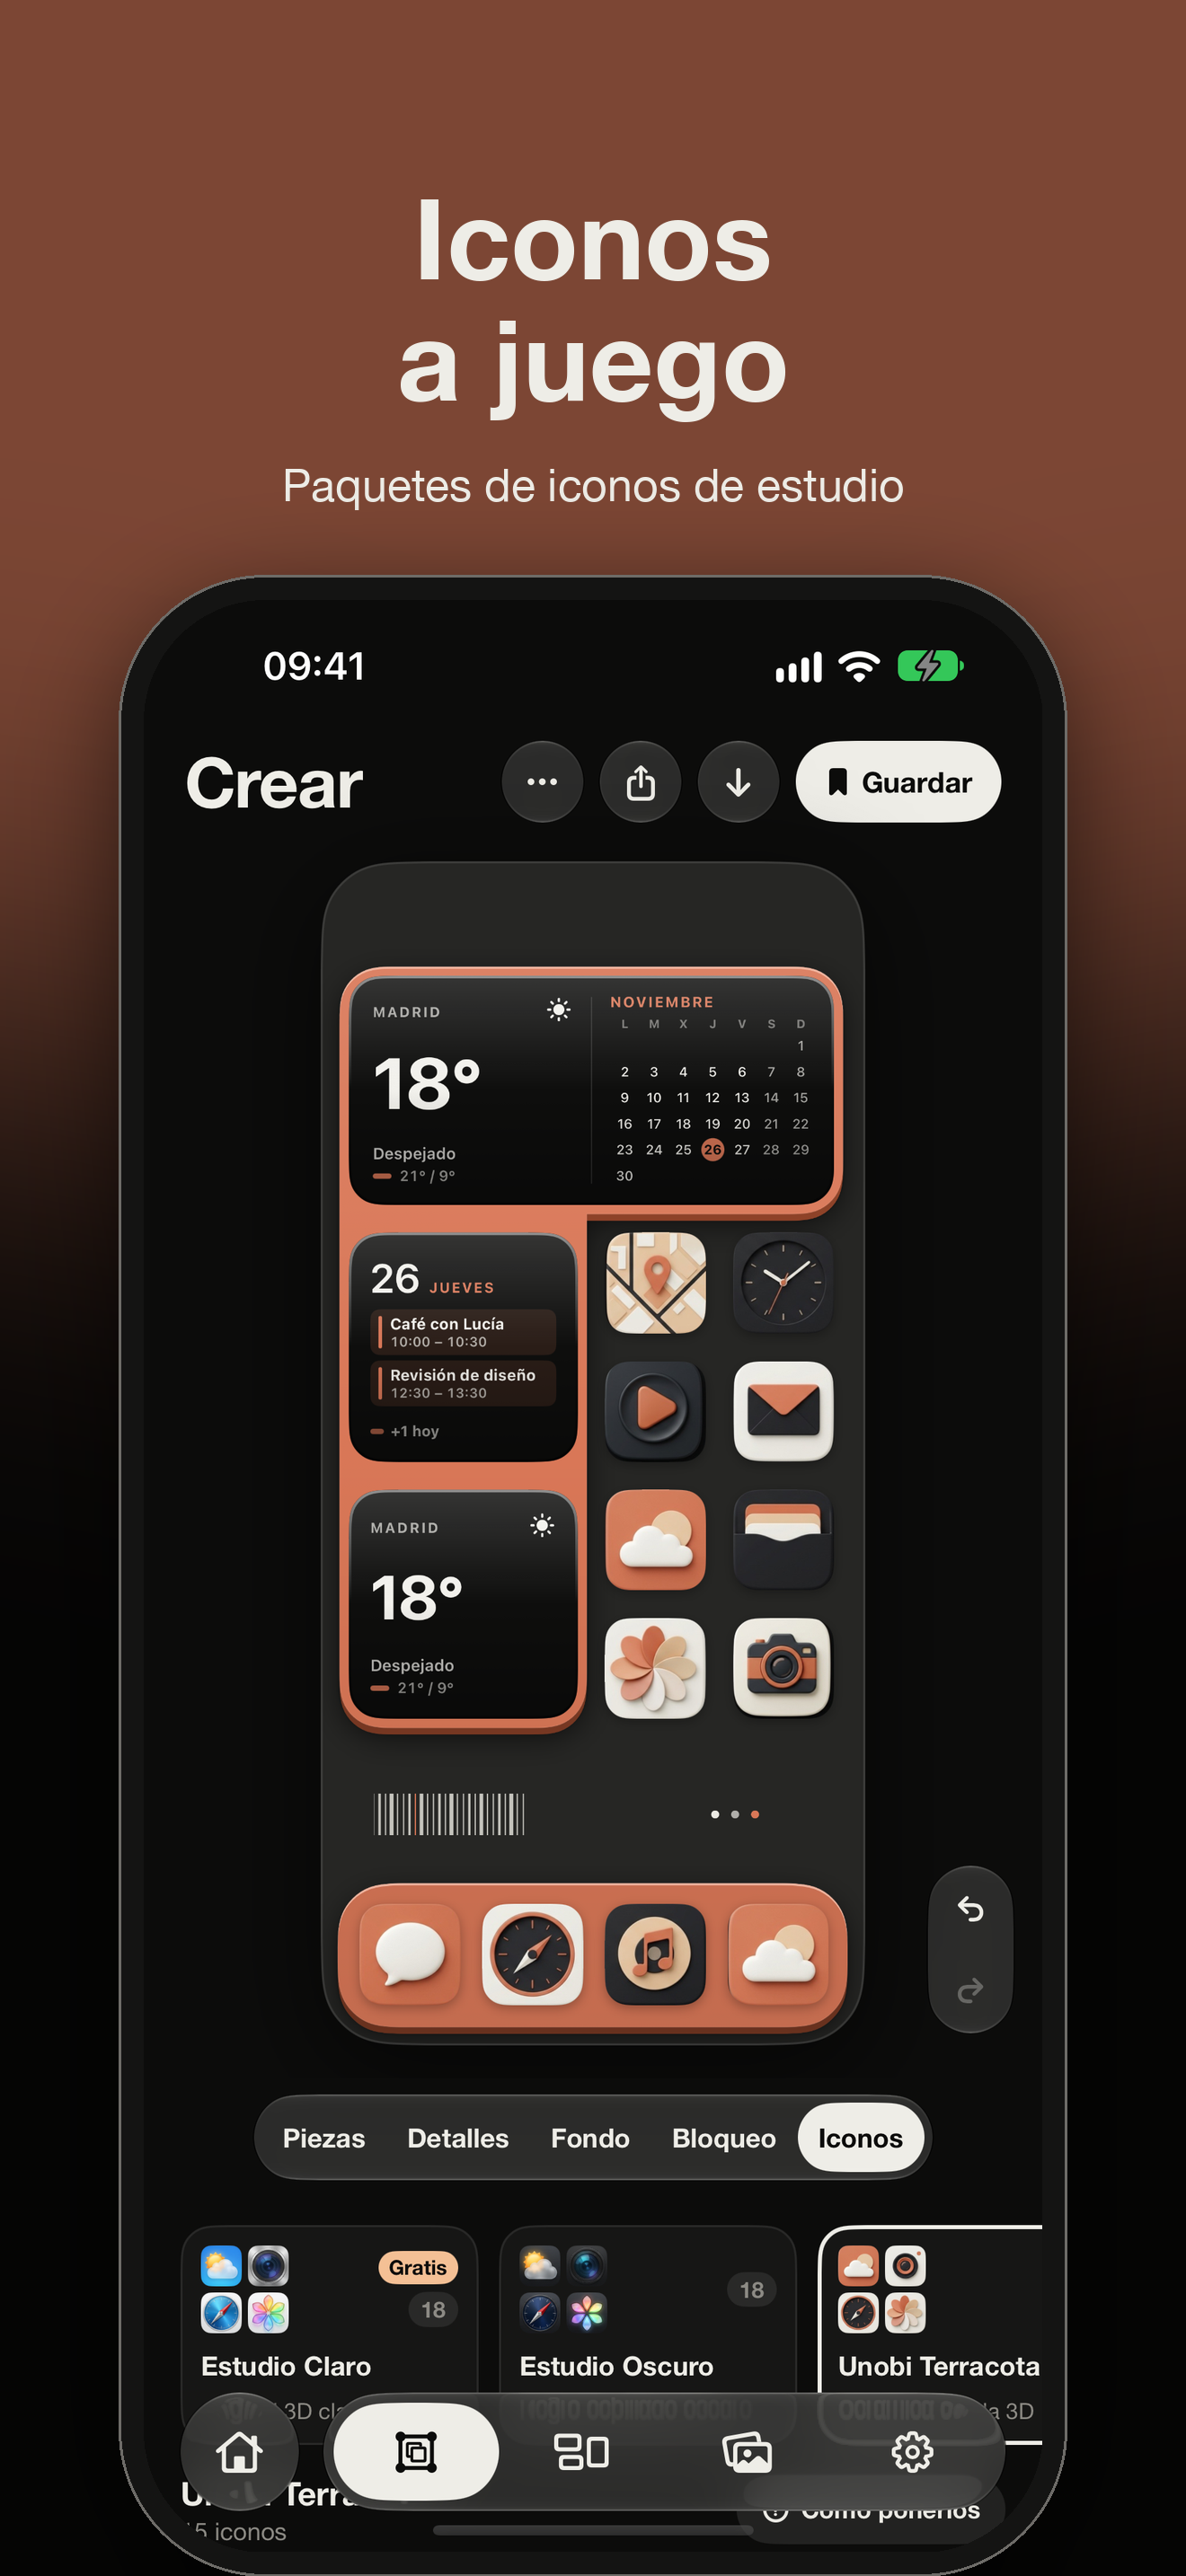 Iconos
a juego
Paquetes de iconos de estudio
09:41
Crear
Guardar
MADRID
18°
Despejado
21° / 9°
NOVIEMBRE
L M X J V S D
1
2 3 4 5 6 7 8
9 10 11 12 13 14 15
16 17 18 19 20 21 22
23 24 25 26 27 28 29
30
26 JUEVES
Café con Lucía
10:00 – 10:30
Revisión de diseño
12:30 – 13:30
+1 hoy
MADRID
18°
Despejado
21° / 9°
Piezas Detalles Fondo Bloqueo Iconos
Gratis
18
Estudio Claro
3D
18
Estudio Oscuro
Unobi Terracota
3D
iconos
Cómo ponerlos